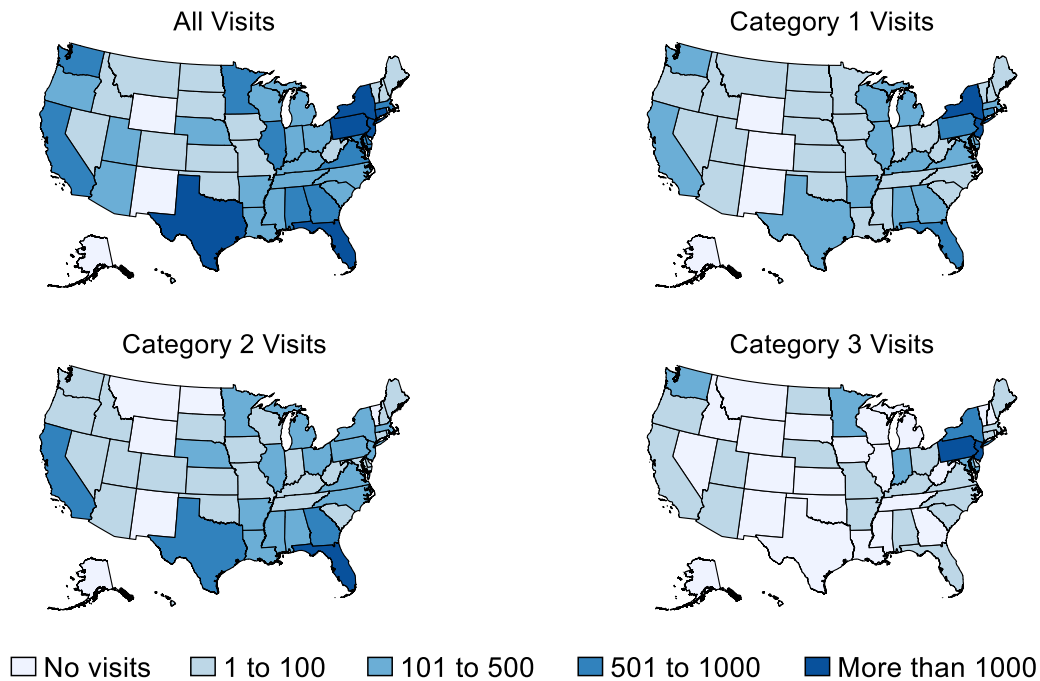 All Visits
Category 1 Visits
Category 2 Visits
Category 3 Visits
No visits
1 to 100
101 to 500
501 to 1000
More than 1000